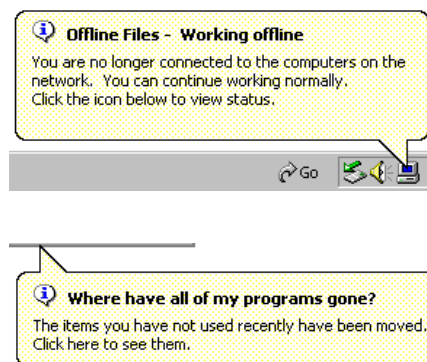 Offline Files - Working offline
You are no longer connected to the computers on the
network. You can continue working normally.
Click the icon below to view status.
Go
Where have all of my programs gone?
The items you have not used recently have been moved.
Click here to see them.